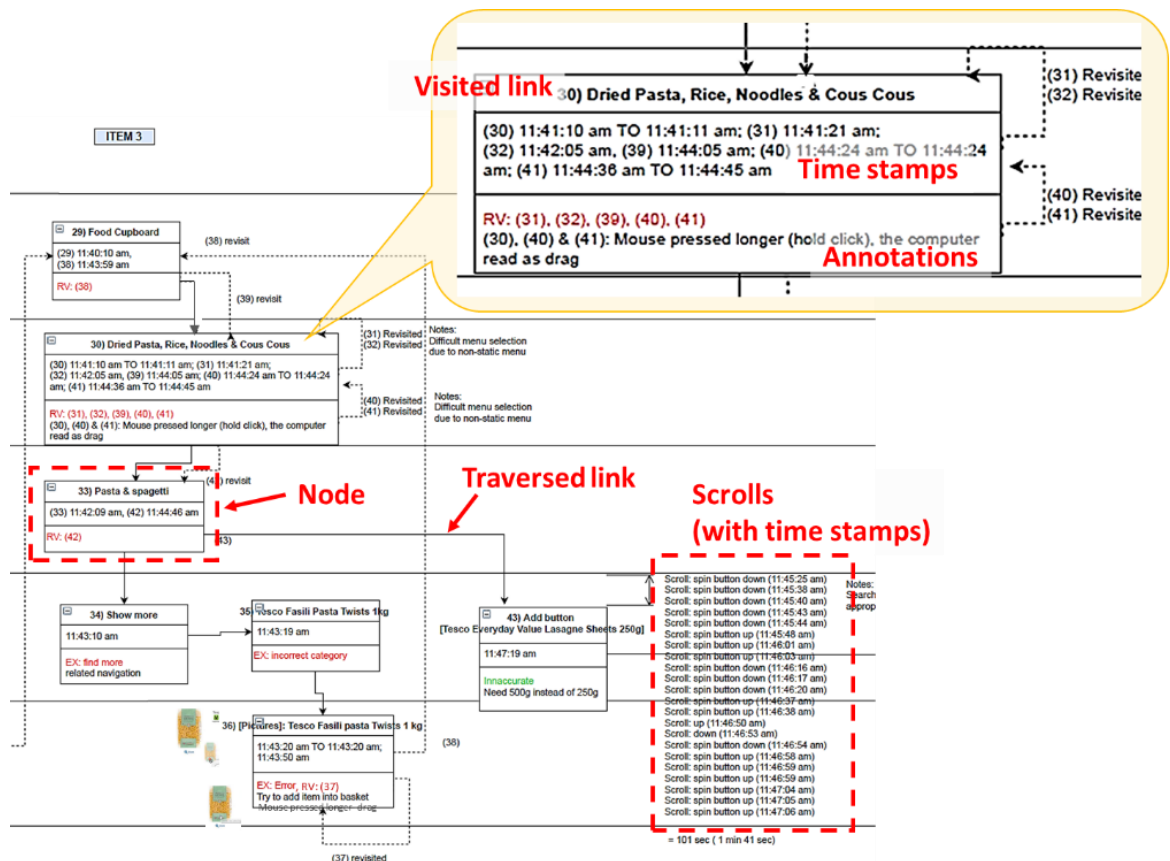 Visited link
30) Dried Pasta, Rice, Noodles & Cous Cous
(30) 11:41:10 am TO 11:41:11 am; (31) 11:41:21 am;
(32) 11:42:05 am, (39) 11:44:05 am; (40) 11:44:24 am TO 11:44:24
am; (41) 11:44:36 am TO 11:44:45 am
Time stamps
RV: (31), (32), (39), (40), (41)
(30), (40) & (41): Mouse pressed longer (hold click), the computer
read as drag
Annotations
(31) Revisite
(32) Revisite
(40) Revisite
(41) Revisite
ITEM 3
29) Food Cupboard
(29) 11:40:10 am,
(38) 11:43:59 am
RV: (38)
(38) revisit
(39) revisit
30) Dried Pasta, Rice, Noodles & Cous Cous
(30) 11:41:10 am TO 11:41:11 am; (31) 11:41:21 am;
(32) 11:42:05 am, (39) 11:44:05 am; (40) 11:44:24 am TO 11:44:24
am; (41) 11:44:36 am TO 11:44:45 am
RV: (31), (32), (39), (40), (41)
(30), (40) & (41): Mouse pressed longer (hold click), the computer
read as drag
(31) Revisited
(32) Revisited
Notes:
Difficult menu selection
due to non-static menu
(40) Revisited
(41) Revisited
Notes:
Difficult menu selection
due to non-static menu
33) Pasta & spagetti
(33) 11:42:09 am, (42) 11:44:46 am
RV: (42)
revisit
(43)
Node
Traversed link
Scrolls
(with time stamps)
34) Show more
11:43:10 am
EX: find more
related navigation
35) Tesco Fasili Pasta Twists 1kg
11:43:19 am
EX: incorrect category
36) [Pictures]: Tesco Fasili pasta Twists 1 kg
11:43:20 am TO 11:43:20 am;
11:43:50 am
EX: Error, RV: (37)
Try to add item into basket
Mouse pressed longer- drag
(38)
(37) revisited
43) Add button
[Tesco Everyday Value Lasagne Sheets 250g]
11:47:19 am
Innaccurate
Need 500g instead of 250g
Scroll: spin button down (11:45:25 am)
Scroll: spin button down (11:45:38 am)
Scroll: spin button down (11:45:40 am)
Scroll: spin button down (11:45:43 am)
Scroll: spin button down (11:45:44 am)
Scroll: spin button up (11:45:48 am)
Scroll: spin button up (11:46:01 am)
Scroll: spin button up (11:46:03 am)
Scroll: spin button down (11:46:16 am)
Scroll: spin button down (11:46:17 am)
Scroll: spin button down (11:46:20 am)
Scroll: spin button up (11:46:37 am)
Scroll: spin button up (11:46:38 am)
Scroll: up (11:46:50 am)
Scroll: down (11:46:53 am)
Scroll: spin button down (11:46:54 am)
Scroll: spin button up (11:46:58 am)
Scroll: spin button up (11:46:59 am)
Scroll: spin button up (11:46:59 am)
Scroll: spin button up (11:47:04 am)
Scroll: spin button up (11:47:05 am)
Scroll: spin button up (11:47:06 am)
= 101 sec ( 1 min 41 sec)
Notes:
Search
approp